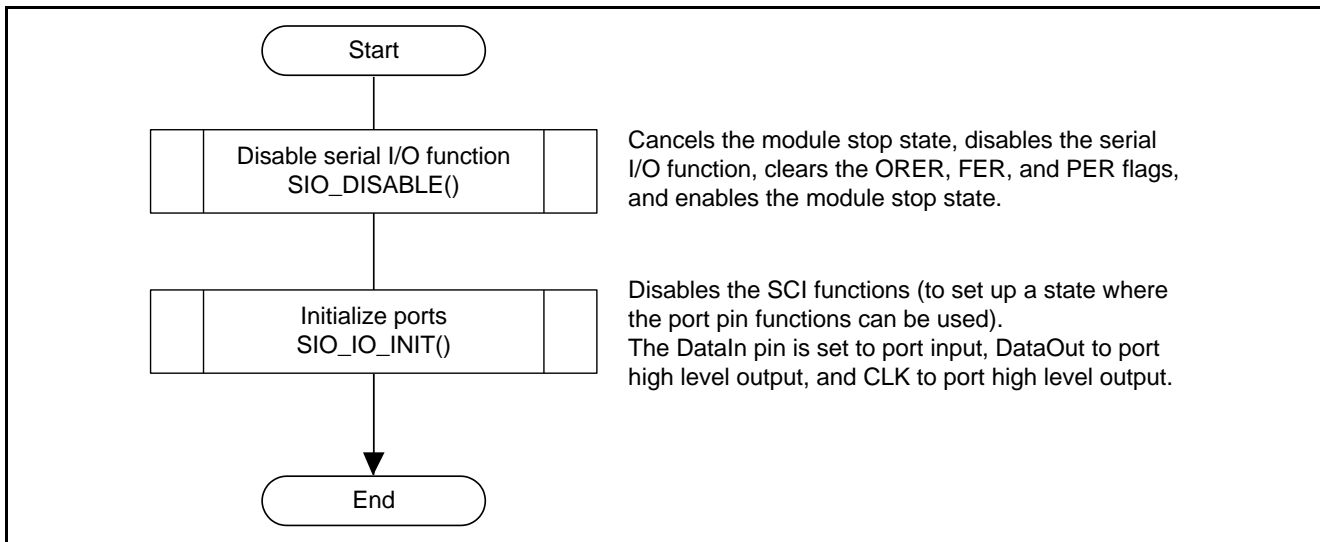 Start
Disable serial I/O function
SIO_DISABLE()
Cancels the module stop state, disables the serial
I/O function, clears the ORER, FER, and PER flags,
and enables the module stop state.
Initialize ports
SIO_IO_INIT()
Disables the SCI functions (to set up a state where
the port pin functions can be used).
The DataIn pin is set to port input, DataOut to port
high level output, and CLK to port high level output.
End